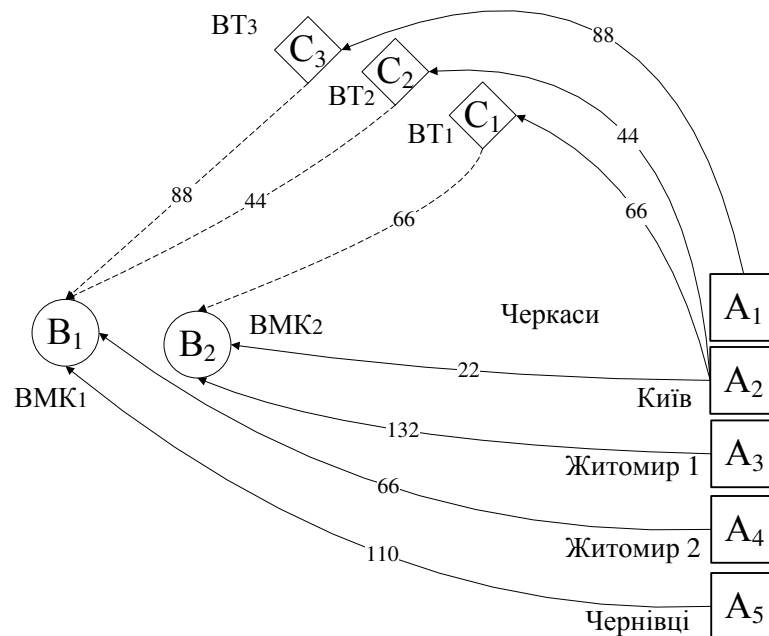 ВТ3
C3
88
C2
ВТ2
C1
ВТ1
44
66
88
44
66
A1
Черкаси
B1
B2
ВМК2
22
A2
Київ
ВМК1
132
A3
Житомир 1
66
A4
Житомир 2
110
A5
Чернівці